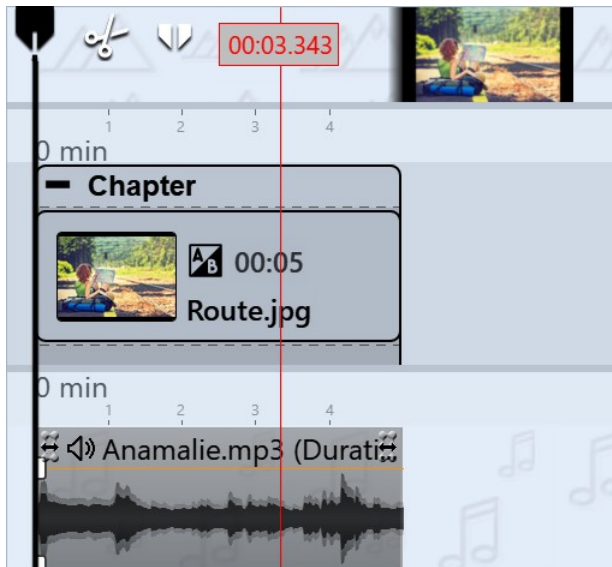 00:03.343
1 2 3 4
0 min
Chapter
A B 00:05
Route.jpg
0 min
1 2 3 4
Anamalie.mp3 (Durati